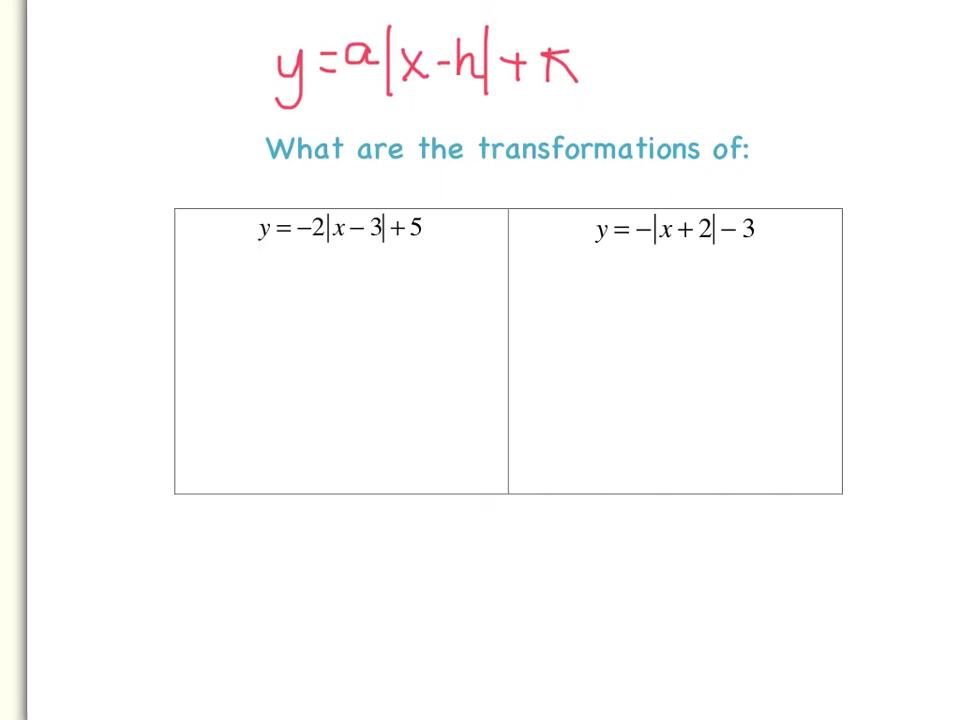 y = a|x - h| + k
What are the transformations of:
y = −2|x − 3| + 5
y = −|x + 2| − 3